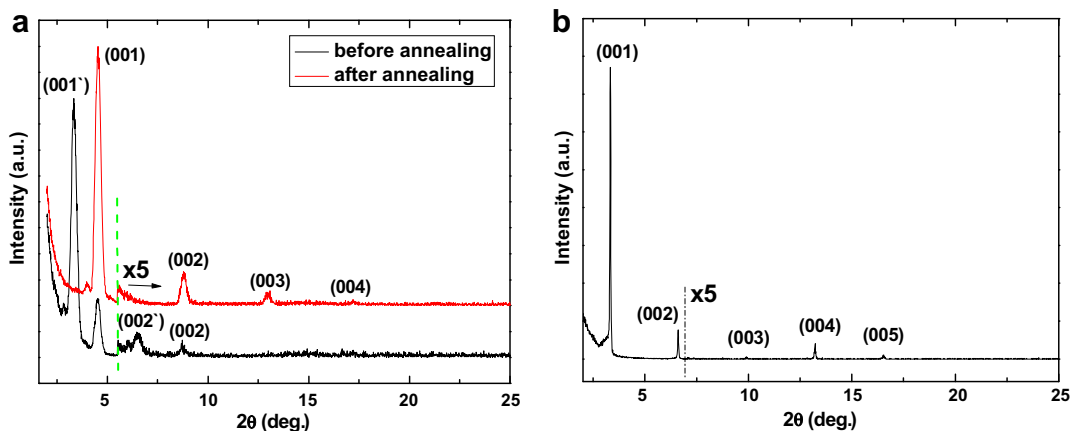 a
before annealing
after annealing
(001`)
(001)
x5
(002)
(003)
(004)
(002`)
(002)
Intensity (a.u.)
5
10
15
20
25
2θ (deg.)
b
(001)
x5
(002)
(003)
(004)
(005)
Intensity (a.u.)
5
10
15
20
25
2θ (deg.)